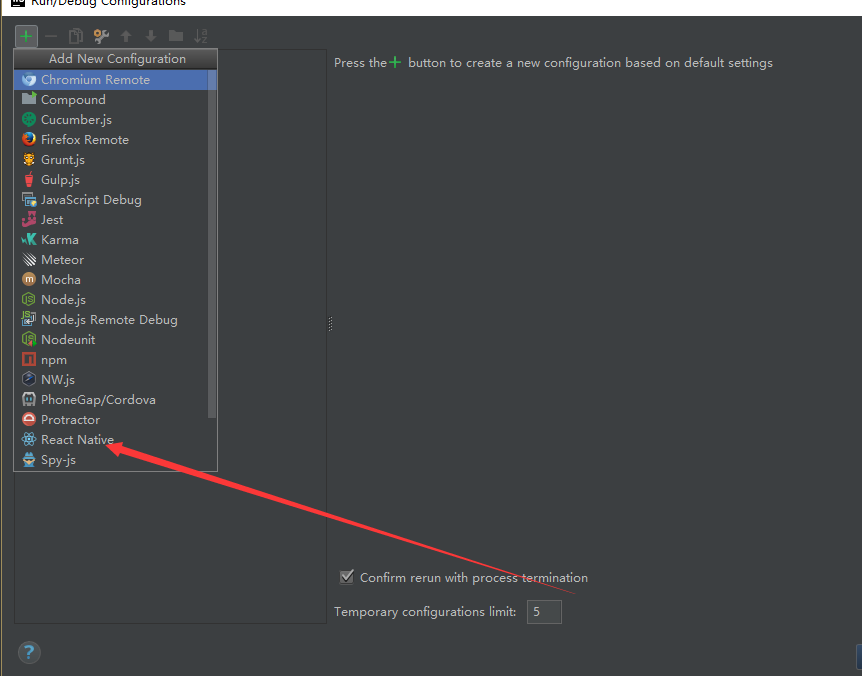 Run/Debug Configurations
Add New Configuration
Press the + button to create a new configuration based on default settings
Chromium Remote
Compound
Cucumber.js
Firefox Remote
Grunt.js
Gulp.js
JavaScript Debug
Jest
Karma
Meteor
Mocha
Node.js
Node.js Remote Debug
Nodeunit
npm
NW.js
PhoneGap/Cordova
Protractor
React Native
Spy-js
Confirm rerun with process termination
Temporary configurations limit: 5
?